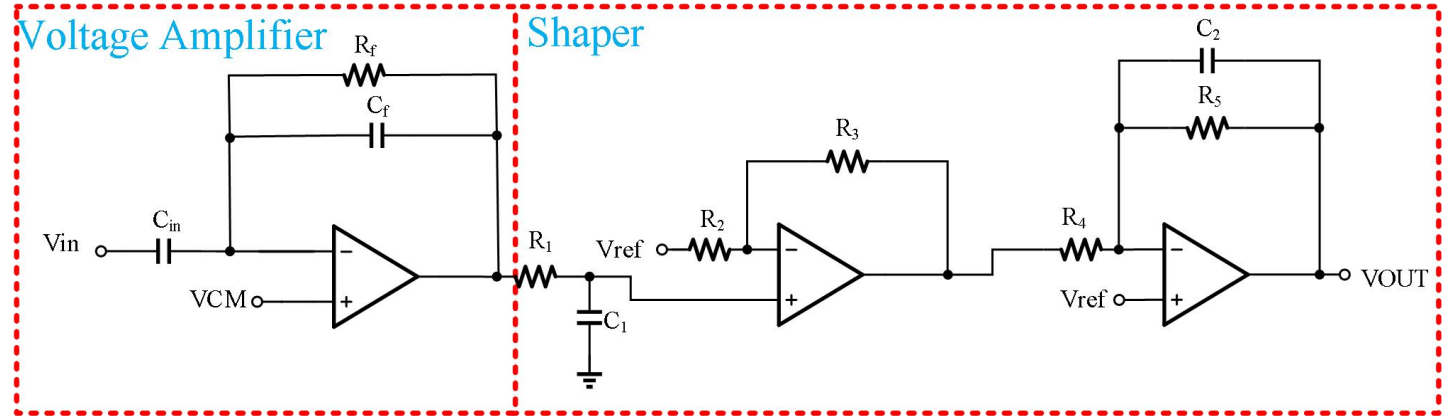 Voltage Amplifier
Shaper
Rf
Cf
Cin
Vin
VCM
R1
C1
Vref
R2
R3
R4
Vref
C2
R5
VOUT